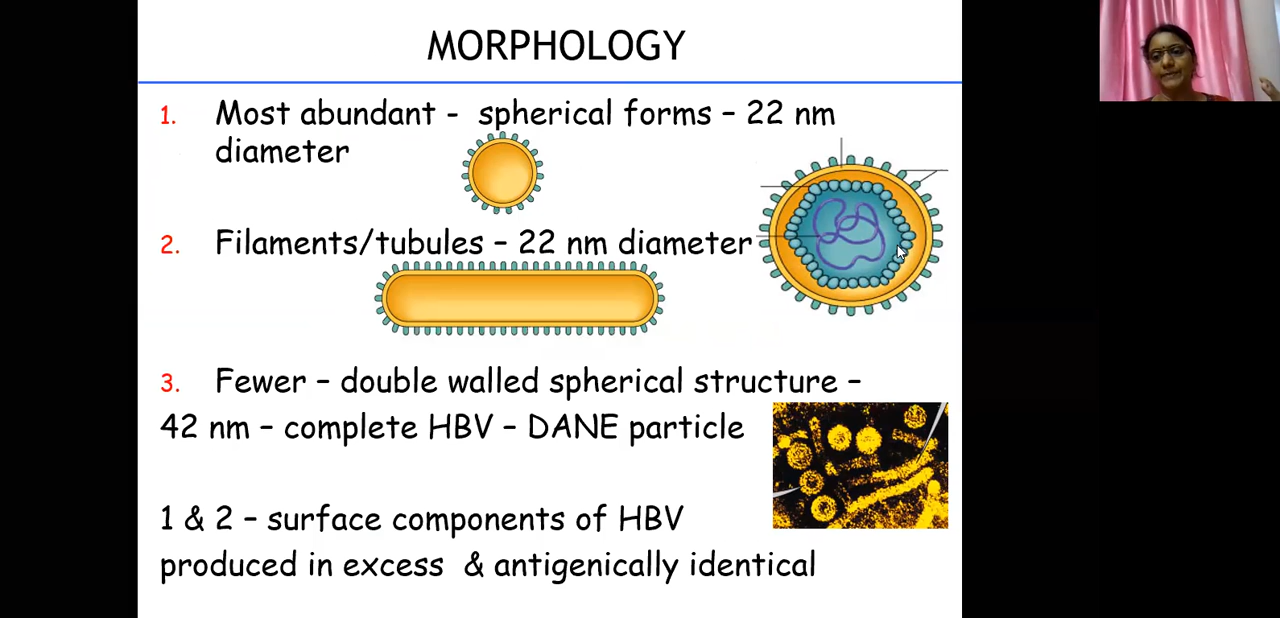 MORPHOLOGY
1. Most abundant - spherical forms – 22 nm
diameter
2. Filaments/tubules – 22 nm diameter
3. Fewer – double walled spherical structure –
42 nm – complete HBV – DANE particle
1 & 2 – surface components of HBV
produced in excess & antigenically identical